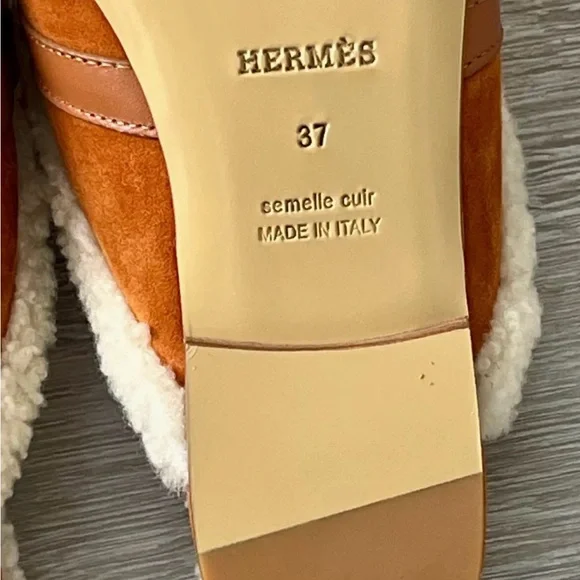 HERMÈS
37
semelle cuir
MADE IN ITALY